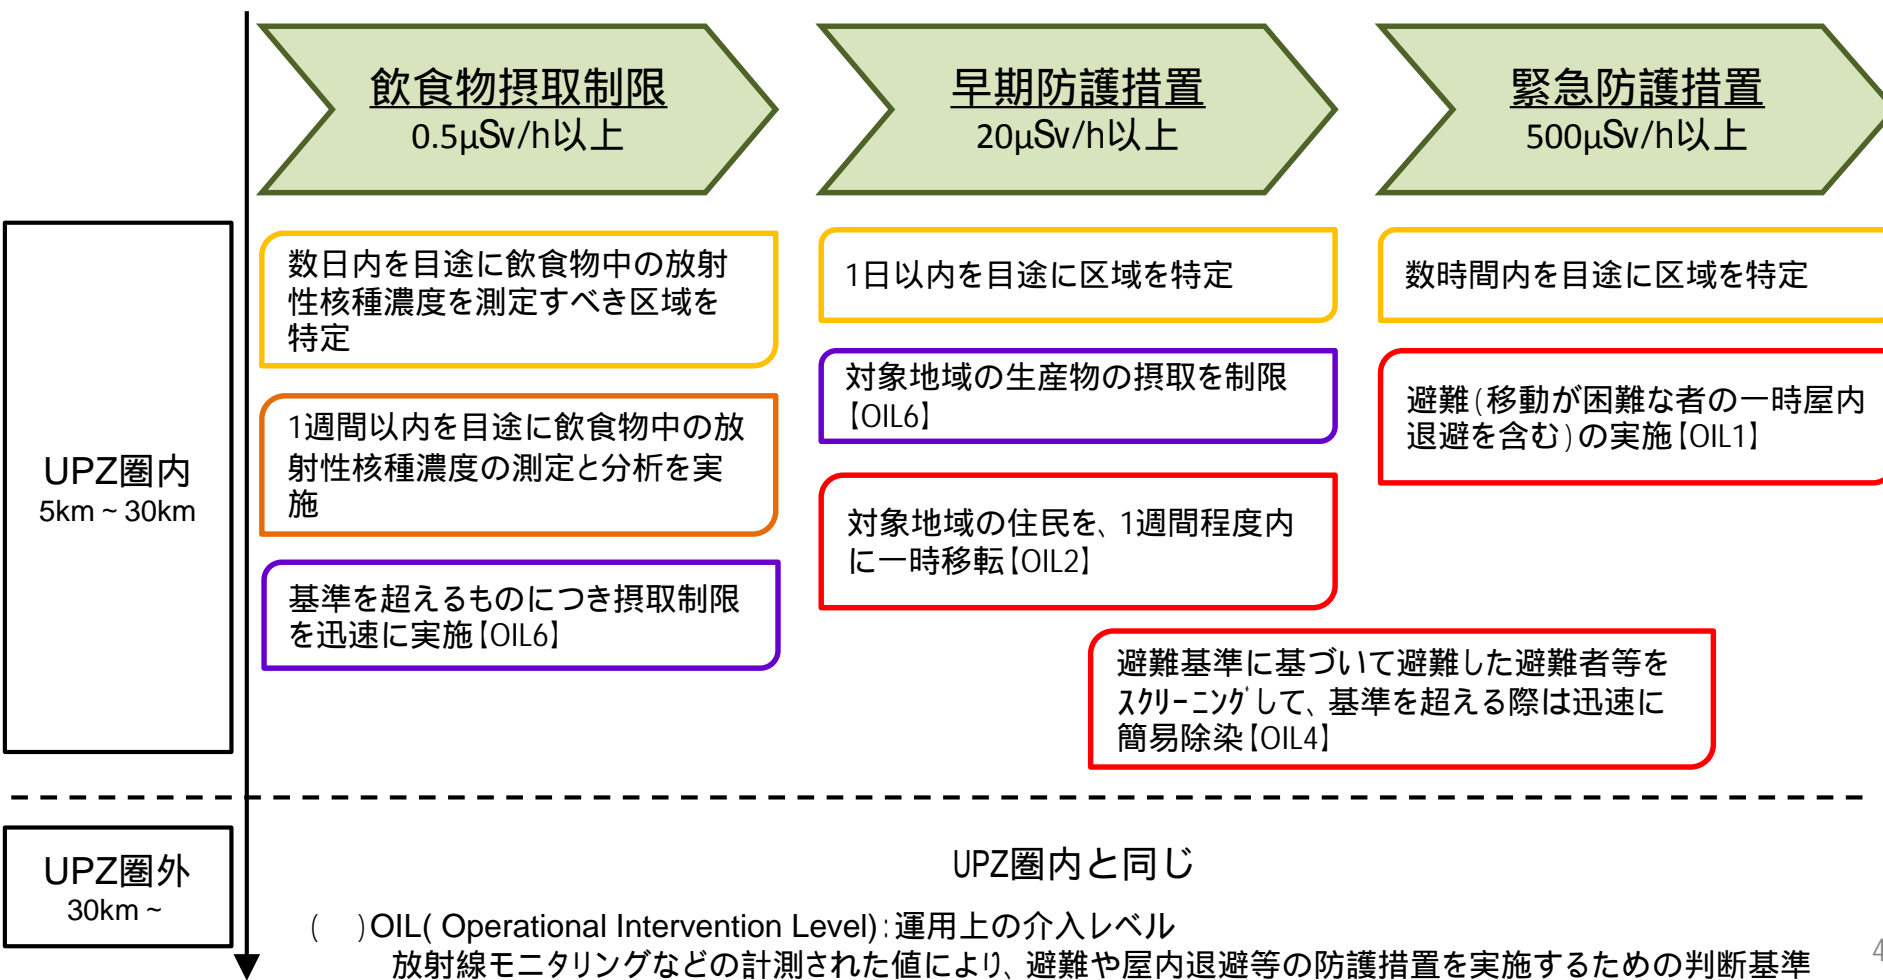 飲食物摂取制限
0.5μSv/h以上
早期防護措置
20μSv/h以上
緊急防護措置
500μSv/h以上
UPZ圏内
5km~30km
数日内を目途に飲食物中の放射
性核種濃度を測定すべき区域を
特定
1週間以内を目途に飲食物中の放
射性核種濃度の測定と分析を実
施
基準を超えるものにつき摂取制限
を迅速に実施【OIL6】
1日以内を目途に区域を特定
対象地域の生産物の摂取を制限
【OIL6】
対象地域の住民を、1週間程度内
に一時移転【OIL2】
数時間内を目途に区域を特定
避難(移動が困難な者の一時屋内
退避を含む)の実施【OIL1】
避難基準に基づいて避難した避難者等を
スクリーニングして、基準を超える際は迅速に
簡易除染【OIL4】
UPZ圏外
30km~
UPZ圏内と同じ
(　)OIL( Operational Intervention Level):運用上の介入レベル
放射線モニタリングなどの計測された値により、避難や屋内退避等の防護措置を実施するための判断基準
4